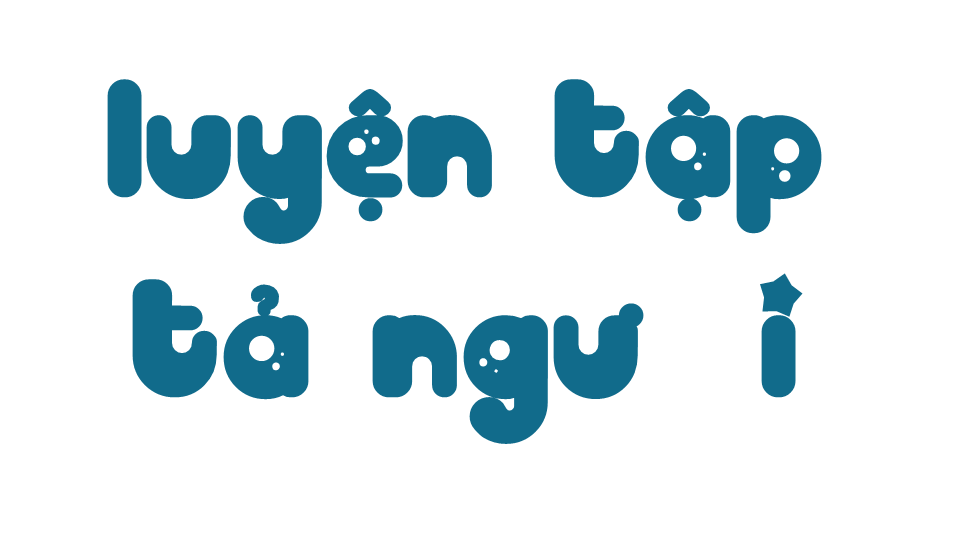 luyện tập
tả ngư i